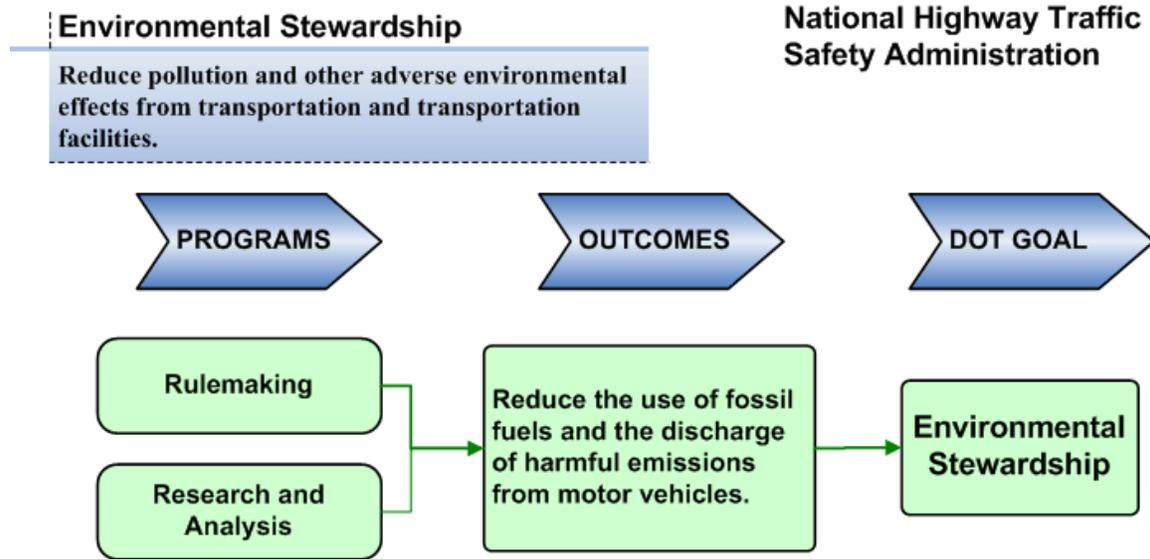 Environmental Stewardship
National Highway Traffic
Safety Administration
Reduce pollution and other adverse environmental
effects from transportation and transportation
facilities.
PROGRAMS
OUTCOMES
DOT GOAL
Rulemaking
Research and
Analysis
Reduce the use of fossil
fuels and the discharge
of harmful emissions
from motor vehicles.
Environmental
Stewardship